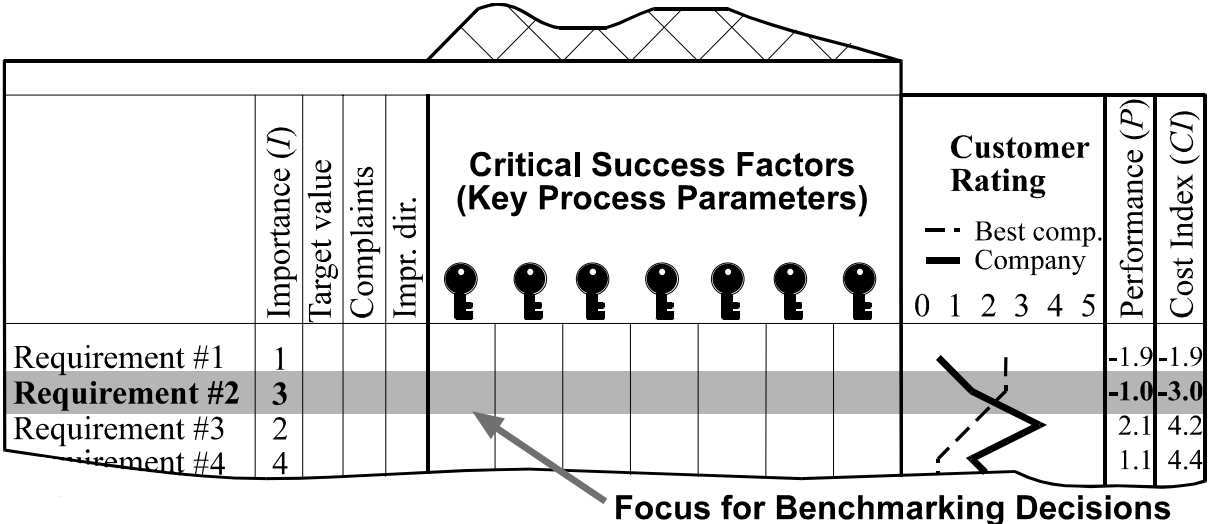 Importance (I)
Target value
Complaints
Impr. dir.
Critical Success Factors
(Key Process Parameters)
Customer
Rating
Best comp.
Company
0 1 2 3 4 5
Performance (P)
Cost Index (CI)
Requirement #1 1 -1.9 -1.9
Requirement #2 3 -1.0 -3.0
Requirement #3 2 2.1 4.2
#4 4 1.1 4.4
Focus for Benchmarking Decisions